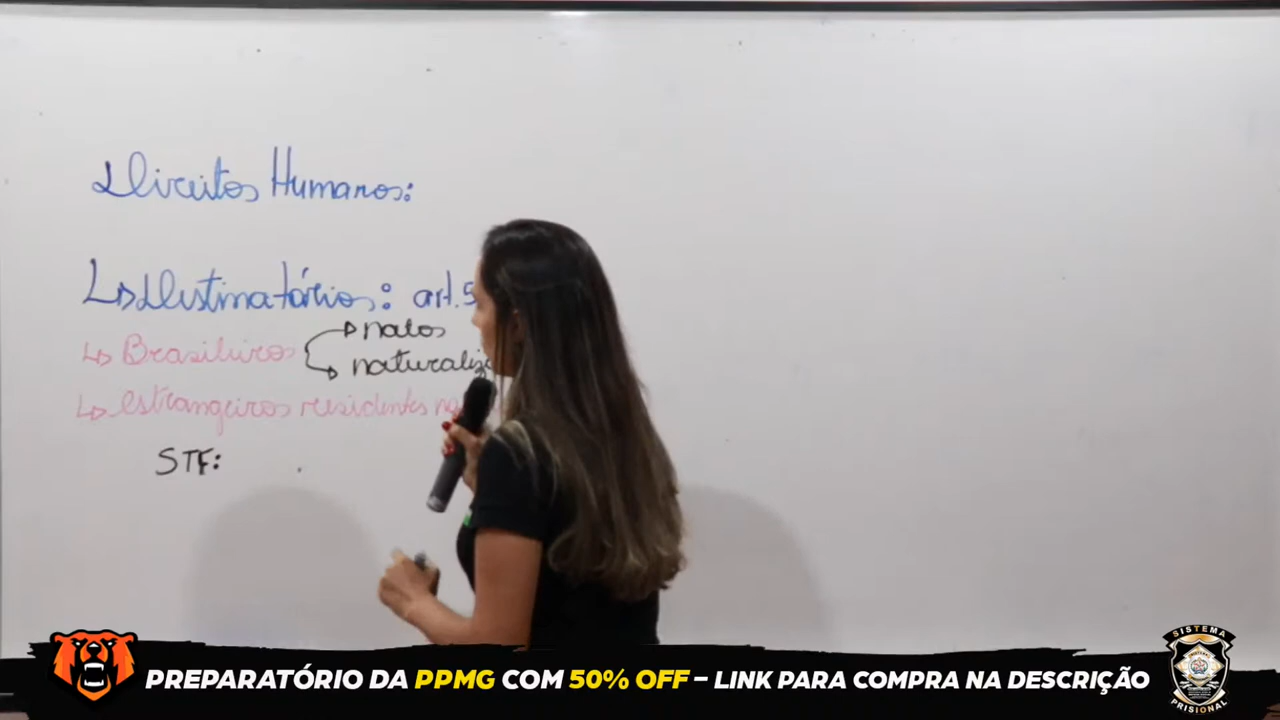 Direitos Humanos:
↳ Destinatários: art. 5
↳ Brasileiros → natos
→ naturaliz
↳ estrangeiros residentes
STF:
PREPARATÓRIO DA PPMG COM 50% OFF – LINK PARA COMPRA NA DESCRIÇÃO
SISTEMA
PRISIONAL